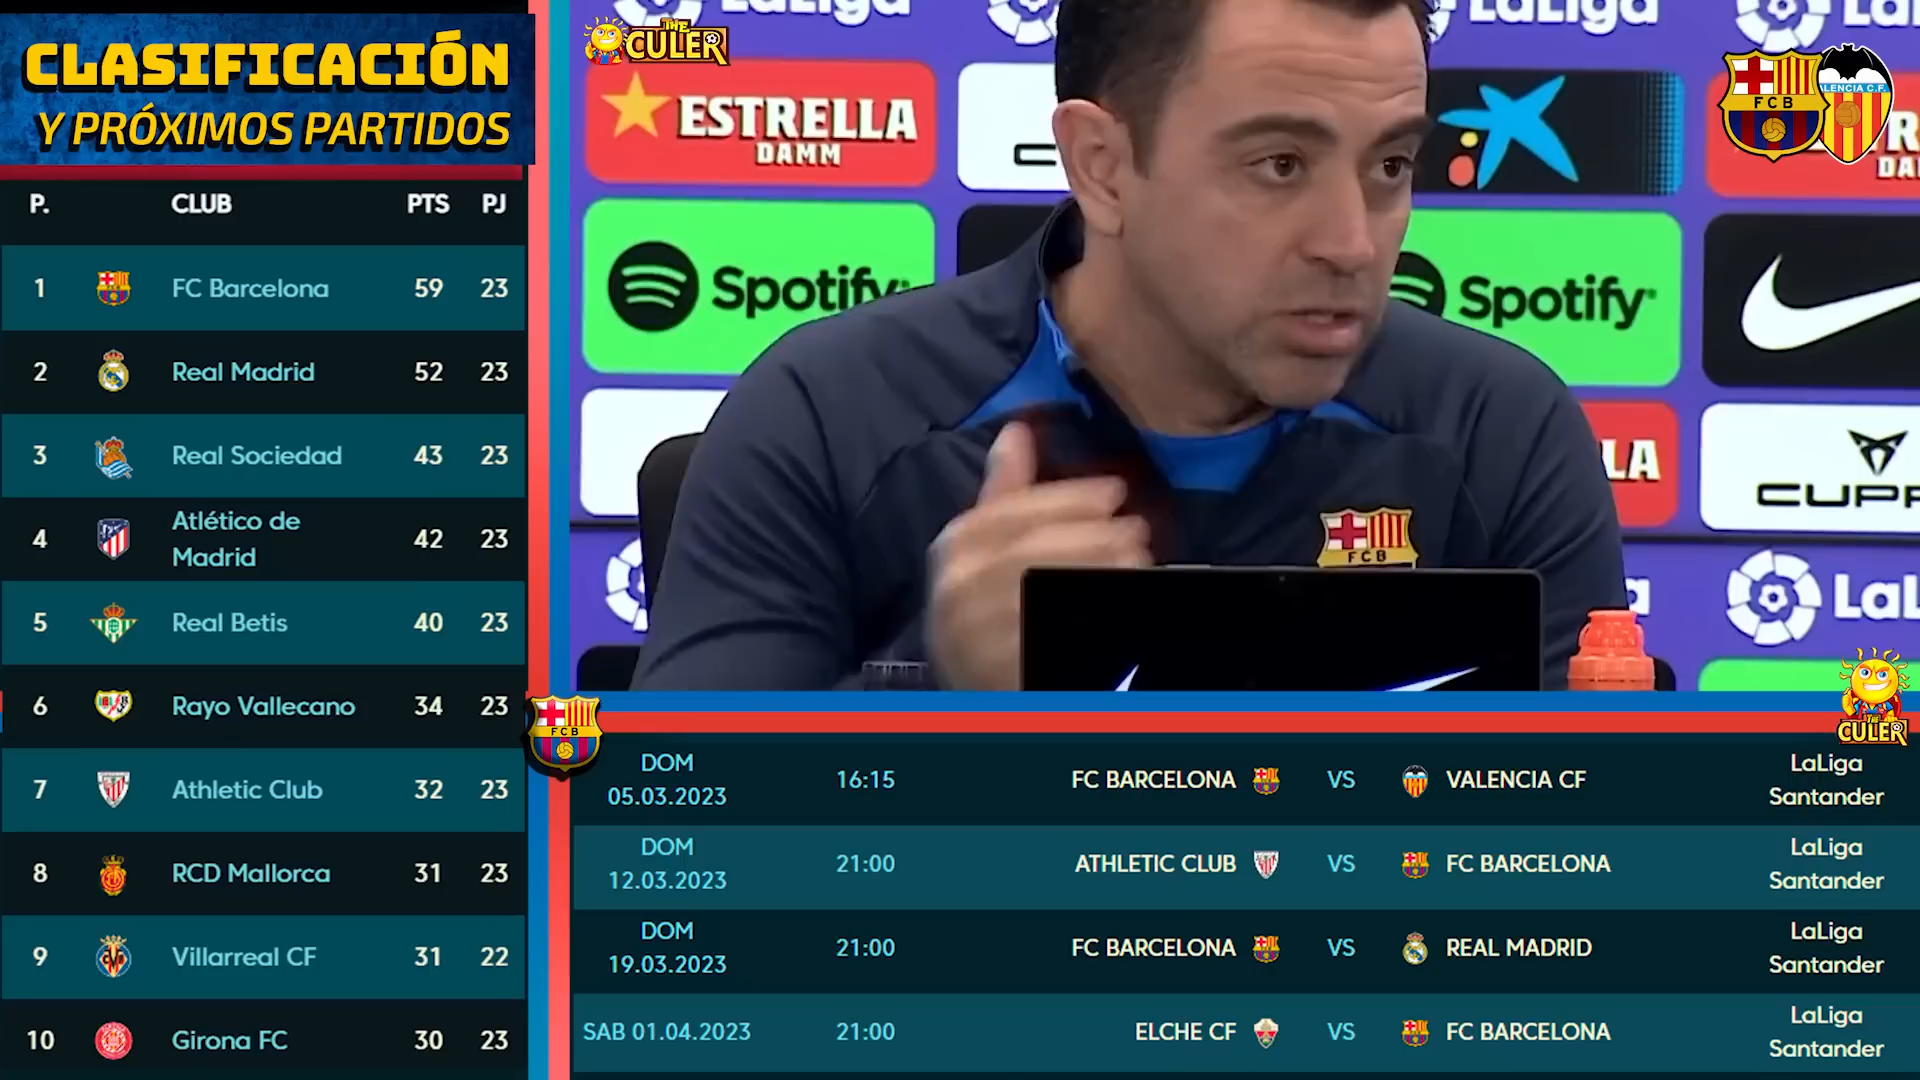 CLASIFICACIÓN
Y PRÓXIMOS PARTIDOS
P. CLUB PTS PJ
1 FC Barcelona 59 23
2 Real Madrid 52 23
3 Real Sociedad 43 23
4 Atlético de Madrid 42 23
5 Real Betis 40 23
6 Rayo Vallecano 34 23
7 Athletic Club 32 23
8 RCD Mallorca 31 23
9 Villarreal CF 31 22
10 Girona FC 30 23
THE
CULER
LaLiga
LaLiga
ESTRELLA
DAMM
FCB
Spotify
Spotify
FCB
THE
CULER
FCB
DOM
05.03.2023
16:15 FC BARCELONA VS VALENCIA CF
LaLiga
Santander
DOM
12.03.2023
21:00 ATHLETIC CLUB VS FC BARCELONA
LaLiga
Santander
DOM
19.03.2023
21:00 FC BARCELONA VS REAL MADRID
LaLiga
Santander
SAB 01.04.2023 21:00 ELCHE CF VS FC BARCELONA
LaLiga
Santander